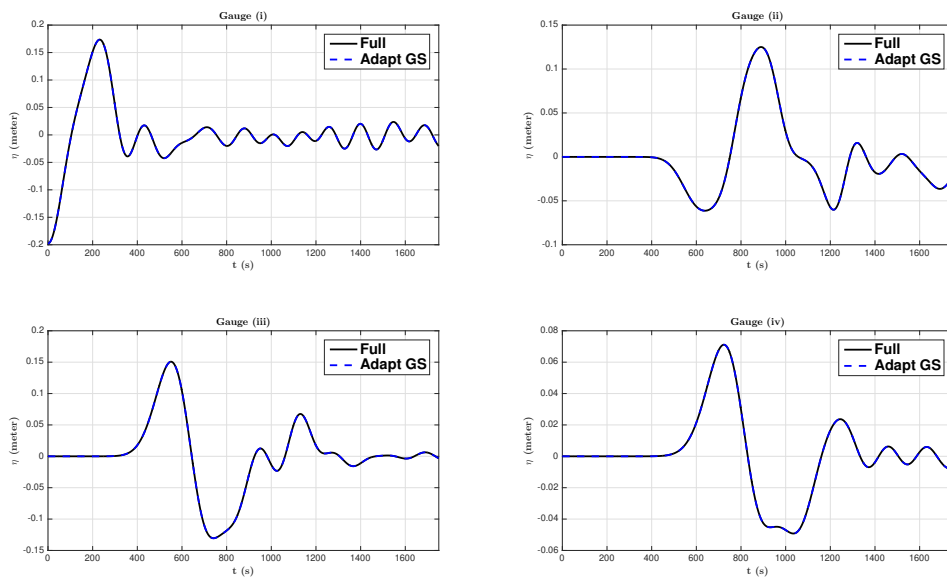 Gauge (i)
0.2
0.15
0.1
0.05
0
-0.05
-0.1
-0.15
-0.2
η (meter)
Full
Adapt GS
0 200 400 600 800 1000 1200 1400 1600
t (s)
Gauge (ii)
0.15
0.1
0.05
0
-0.05
-0.1
η (meter)
Full
Adapt GS
0 200 400 600 800 1000 1200 1400 1600
t (s)
Gauge (iii)
0.2
0.15
0.1
0.05
0
-0.05
-0.1
-0.15
η (meter)
Full
Adapt GS
0 200 400 600 800 1000 1200 1400 1600
t (s)
Gauge (iv)
0.08
0.06
0.04
0.02
0
-0.02
-0.04
-0.06
η (meter)
Full
Adapt GS
0 200 400 600 800 1000 1200 1400 1600
t (s)